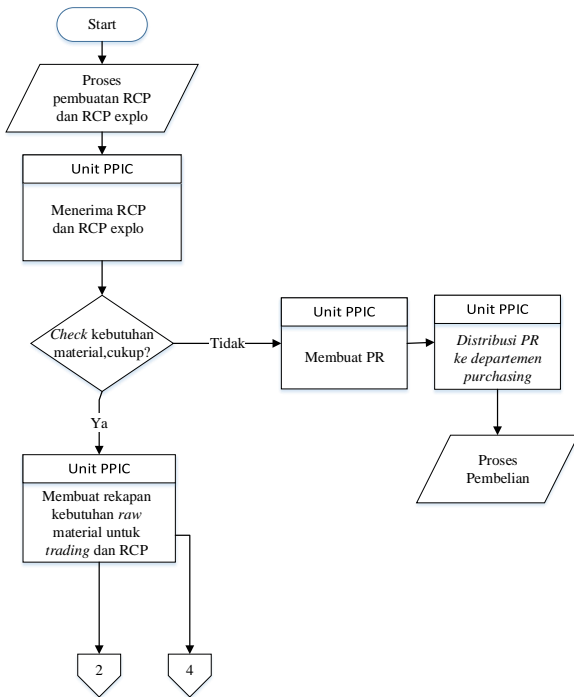 Start
Proses
pembuatan RCP
dan RCP explo
Unit PPIC
Menerima RCP
dan RCP explo
Check kebutuhan
material,cukup?
Tidak
Unit PPIC
Membuat PR
Unit PPIC
Distribusi PR
ke departemen
purchasing
Proses
Pembelian
Ya
Unit PPIC
Membuat rekapan
kebutuhan raw
material untuk
trading dan RCP
2
4